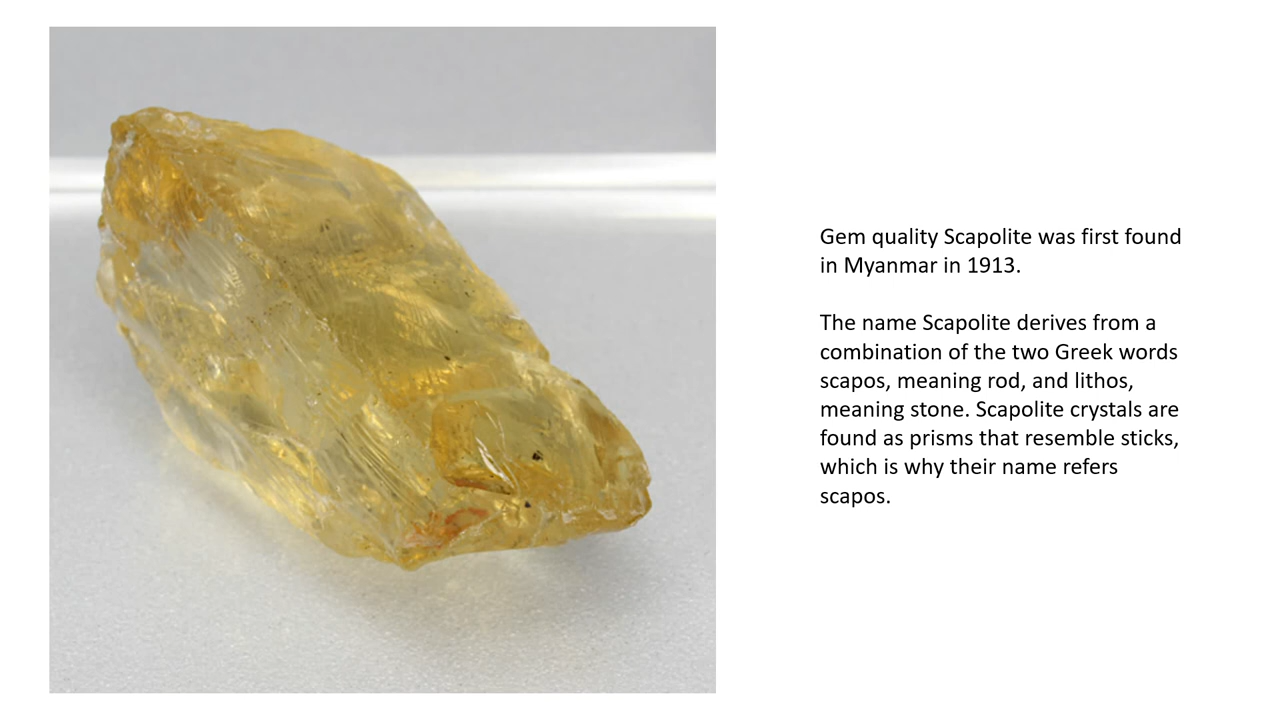 Gem quality Scapolite was first found
in Myanmar in 1913.
The name Scapolite derives from a
combination of the two Greek words
scapos, meaning rod, and lithos,
meaning stone. Scapolite crystals are
found as prisms that resemble sticks,
which is why their name refers
scapos.